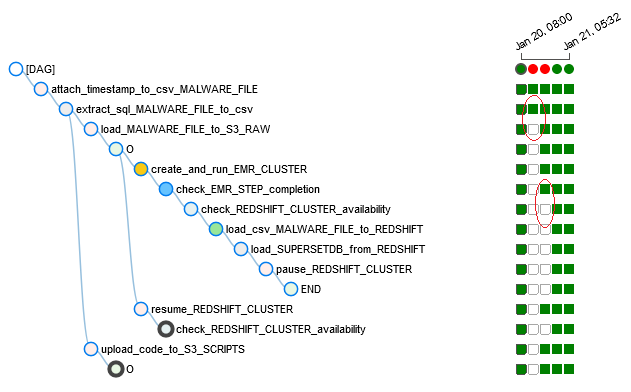 Jan 20, 08:00
Jan 21, 05:32
[DAG]
attach_timestamp_to_csv_MALWARE_FILE
extract_sql_MALWARE_FILE_to_csv
load_MALWARE_FILE_to_S3_RAW
O
create_and_run_EMR_CLUSTER
check_EMR_STEP_completion
check_REDSHIFT_CLUSTER_availability
load_csv_MALWARE_FILE_to_REDSHIFT
load_SUPERSETDB_from_REDSHIFT
pause_REDSHIFT_CLUSTER
END
resume_REDSHIFT_CLUSTER
check_REDSHIFT_CLUSTER_availability
upload_code_to_S3_SCRIPTS
O